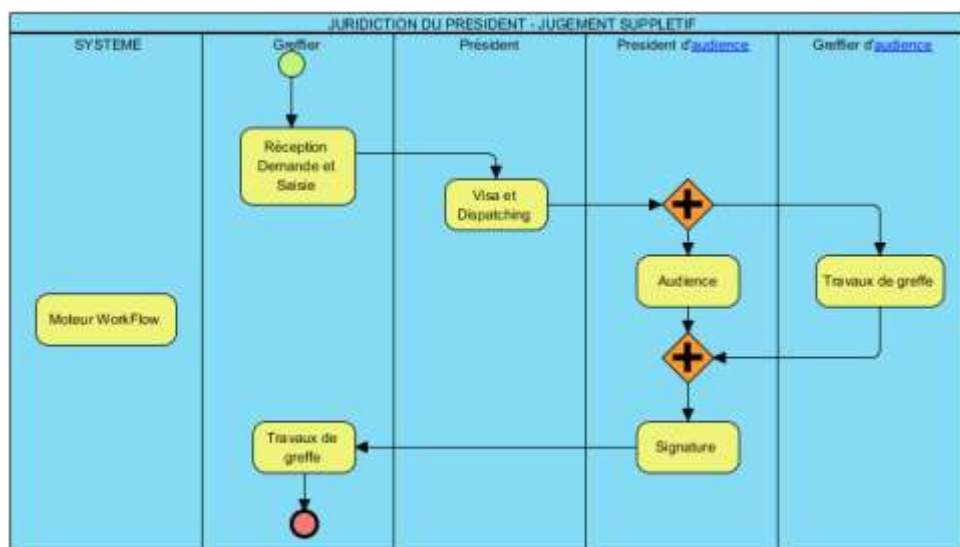 JURIDICTION DU PRESIDENT - JUGEMENT SUPPLETIF
SYSTEME
Greffier
Président
President d'audience
Greffier d'audience
Réception
Demande et
Saisie
Visa et
Dispatching
Audience
Travaux de greffe
Moteur WorkFlow
Travaux de
greffe
Signature